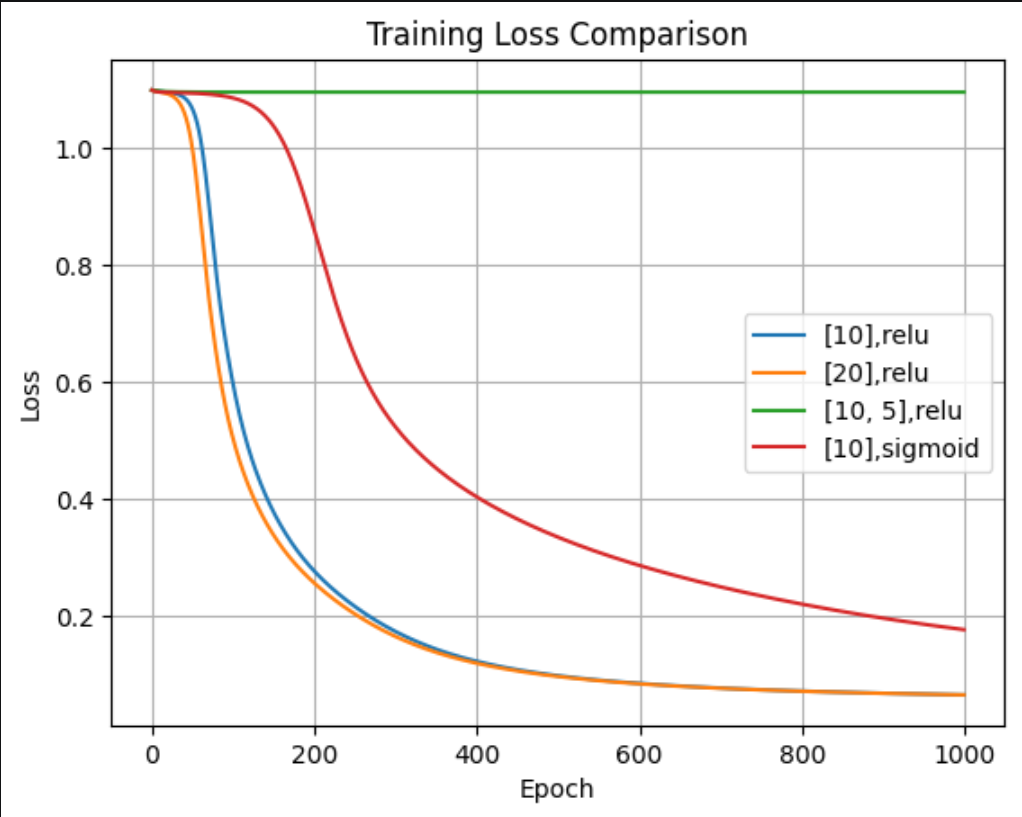 Training Loss Comparison
Loss
1.0
0.8
0.6
0.4
0.2
[10],relu
[20],relu
[10, 5],relu
[10],sigmoid
0 200 400 600 800 1000
Epoch